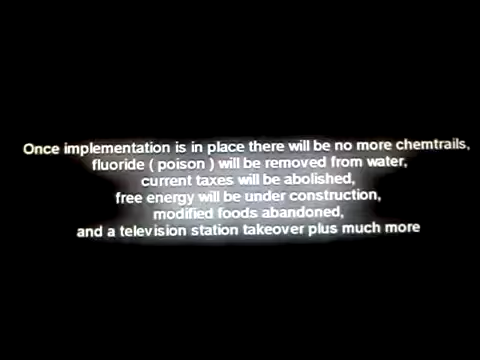 Once implementation is in place there will be no more chemtrails,
fluoride ( poison ) will be removed from water,
current taxes will be abolished,
free energy will be under construction,
modified foods abandoned,
and a television station takeover plus much more